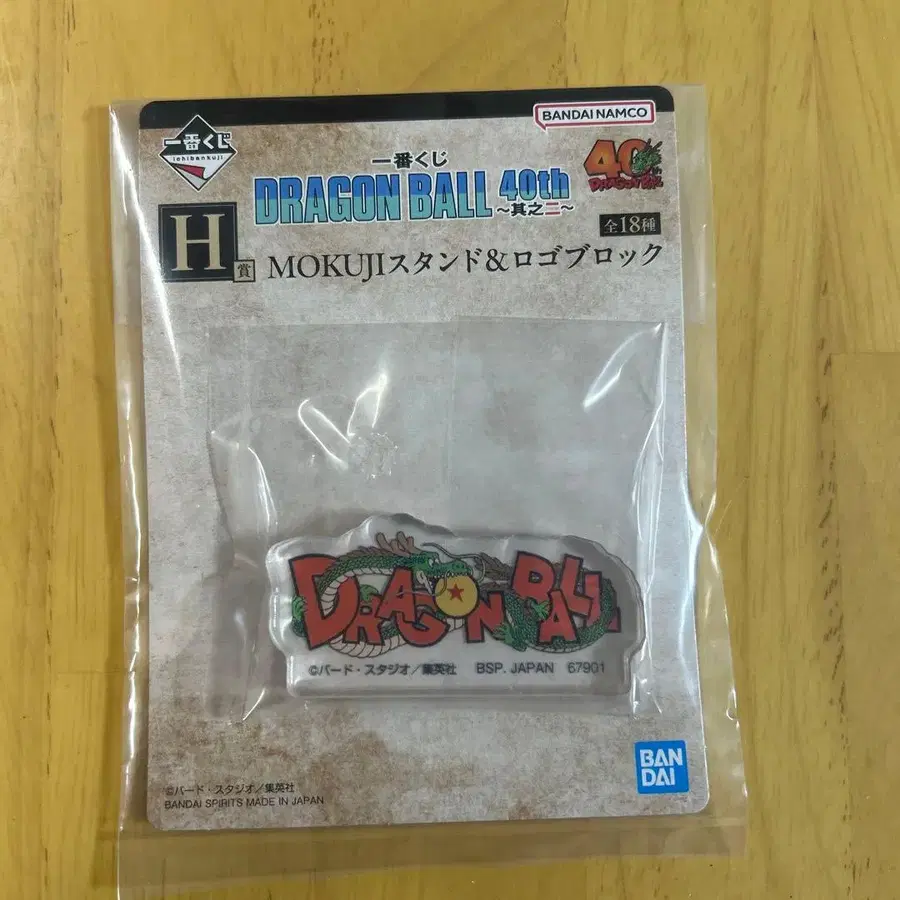 BANDAI NAMCO
一番くじ
ichibankuji
一番くじ
DRAGON BALL 40th
～其之二～
40th
DRAGON BALL
H賞
全18種
MOKUJIスタンド&ロゴブロック
DRAGON BALL
©バード・スタジオ／集英社 BSP. JAPAN 67901
BAN
DAI
©バード・スタジオ／集英社
BANDAI SPIRITS MADE IN JAPAN